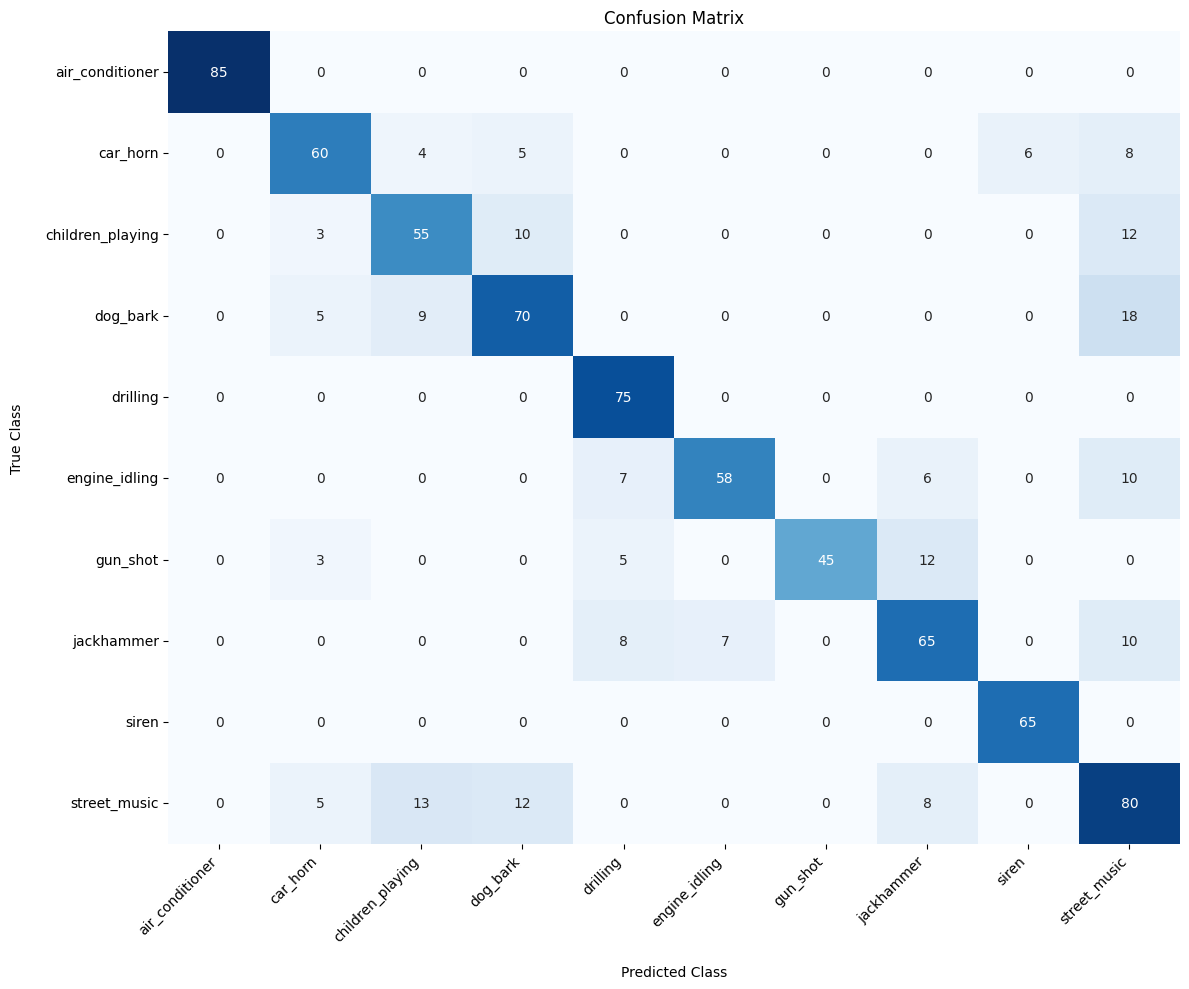 Confusion Matrix
True Class
air_conditioner 85 0 0 0 0 0 0 0 0 0
car_horn 0 60 4 5 0 0 0 0 6 8
children_playing 0 3 55 10 0 0 0 0 0 12
dog_bark 0 5 9 70 0 0 0 0 0 18
drilling 0 0 0 0 75 0 0 0 0 0
engine_idling 0 0 0 0 7 58 0 6 0 10
gun_shot 0 3 0 0 5 0 45 12 0 0
jackhammer 0 0 0 0 8 7 0 65 0 10
siren 0 0 0 0 0 0 0 0 65 0
street_music 0 5 13 12 0 0 0 8 0 80
air_conditioner car_horn children_playing dog_bark drilling engine_idling gun_shot jackhammer siren street_music
Predicted Class